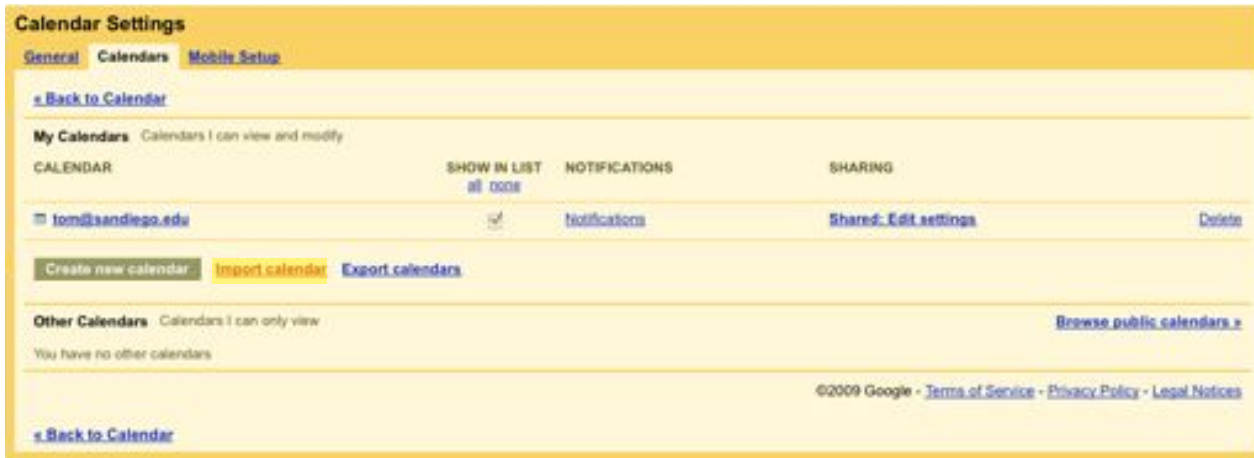 Calendar Settings
General Calendars Mobile Setup
« Back to Calendar
My Calendars Calendars I can view and modify
CALENDAR SHOW IN LIST NOTIFICATIONS SHARING
all none
tom@sandiego.edu Notifications Shared: Edit settings Delete
Create new calendar Import calendar Export calendars
Other Calendars Calendars I can only view Browse public calendars »
You have no other calendars
©2009 Google - Terms of Service - Privacy Policy - Legal Notices
« Back to Calendar